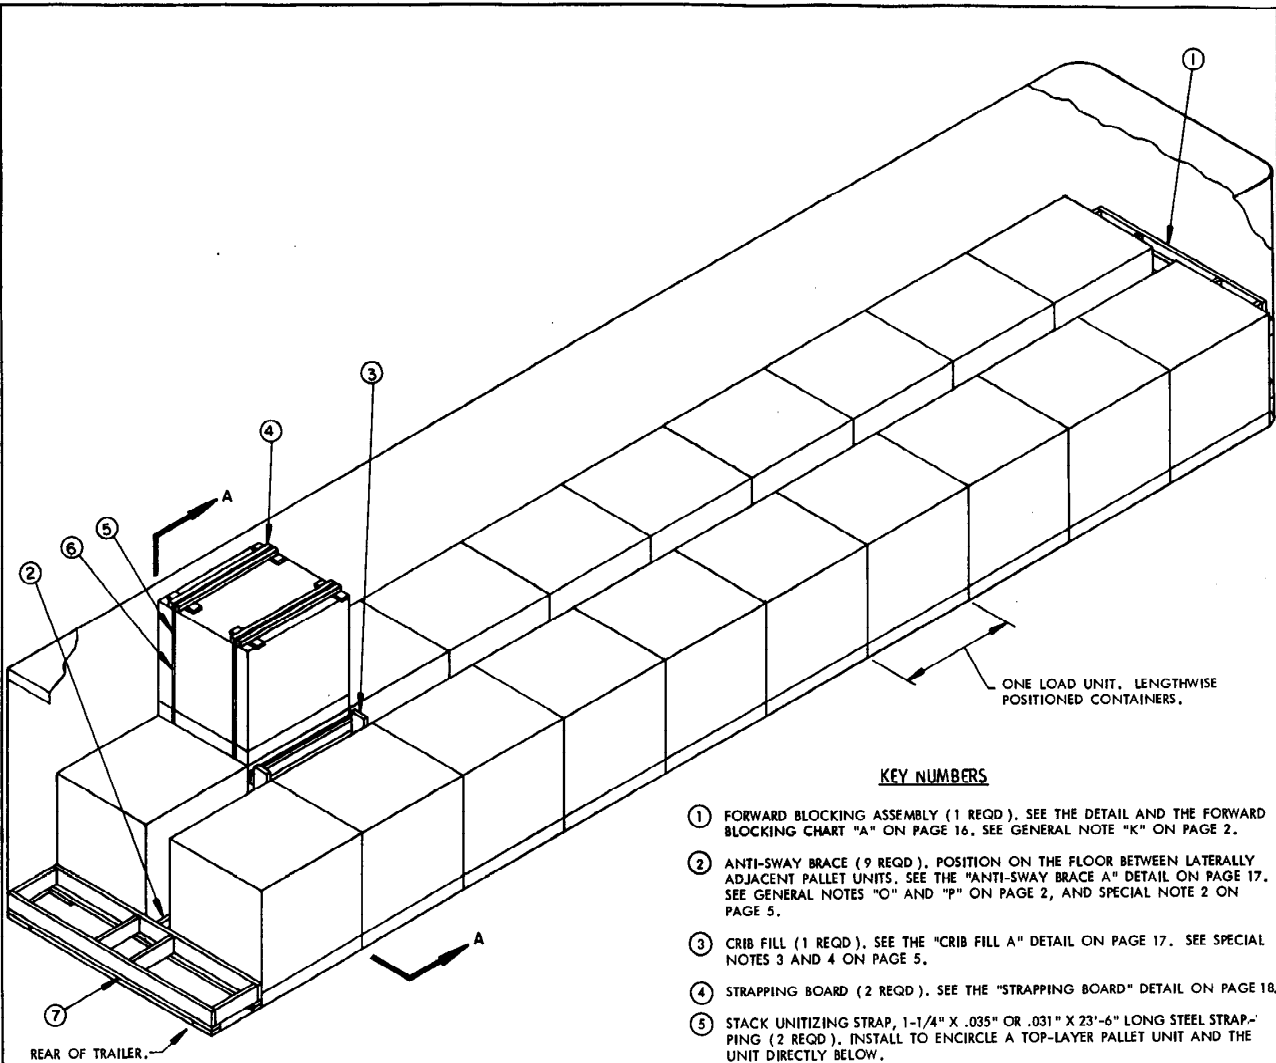 1
3
4
A
5
6
2
ONE LOAD UNIT. LENGTHWISE
POSITIONED CONTAINERS.
A
7
REAR OF TRAILER.
KEY NUMBERS
1 FORWARD BLOCKING ASSEMBLY (1 REQD). SEE THE DETAIL AND THE FORWARD
BLOCKING CHART "A" ON PAGE 16. SEE GENERAL NOTE "K" ON PAGE 2.
2 ANTI-SWAY BRACE (9 REQD). POSITION ON THE FLOOR BETWEEN LATERALLY
ADJACENT PALLET UNITS. SEE THE "ANTI-SWAY BRACE A" DETAIL ON PAGE 17.
SEE GENERAL NOTES "O" AND "P" ON PAGE 2, AND SPECIAL NOTE 2 ON
PAGE 5.
3 CRIB FILL (1 REQD). SEE THE "CRIB FILL A" DETAIL ON PAGE 17. SEE SPECIAL
NOTES 3 AND 4 ON PAGE 5.
4 STRAPPING BOARD (2 REQD). SEE THE "STRAPPING BOARD" DETAIL ON PAGE 18.
5 STACK UNITIZING STRAP, 1-1/4" X .035" OR .031" X 23'-6" LONG STEEL STRAP-
PING (2 REQD). INSTALL TO ENCIRCLE A TOP-LAYER PALLET UNIT AND THE
UNIT DIRECTLY BELOW.